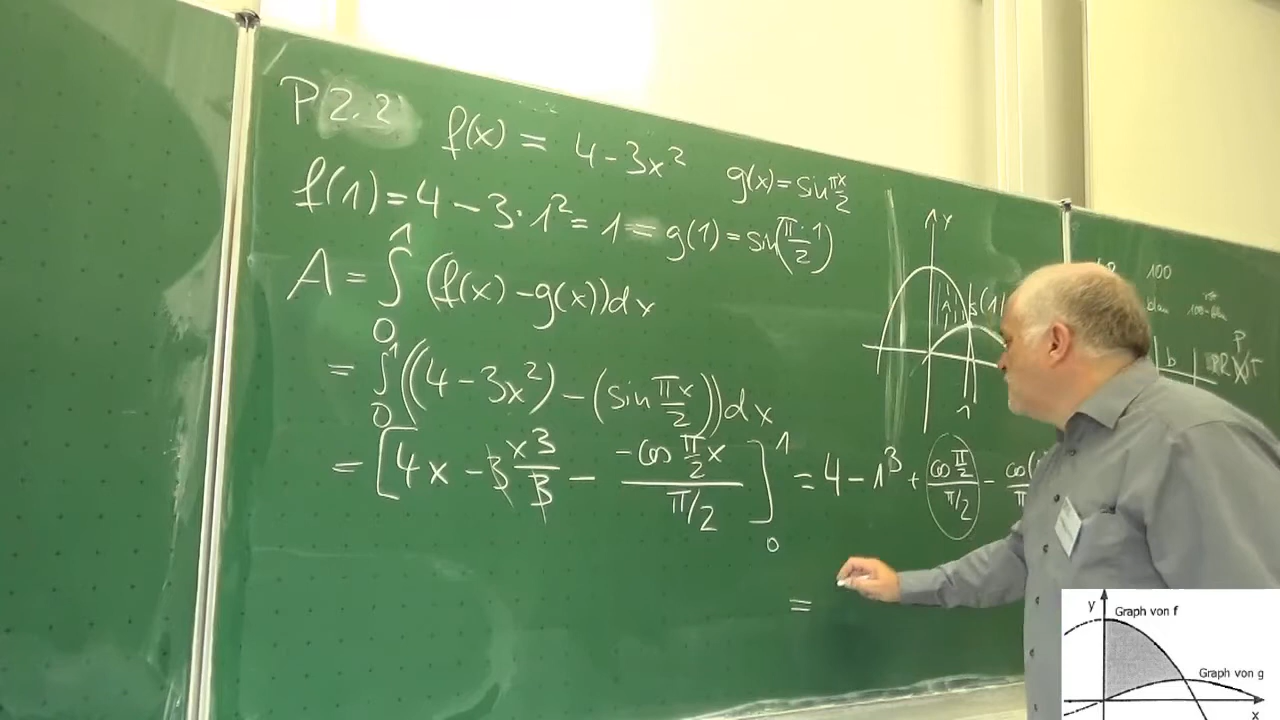 P 2.2 f(x) = 4 - 3x² g(x) = sin πx/2
f(1) = 4 - 3·1² = 1 = g(1) = sin(π/2 · 1)
A = ∫₀¹ (f(x) - g(x))dx
= ∫₀¹ ((4 - 3x²) - (sin πx/2))dx
= [4x - 3 x3/3 - (-cos π/2 x)/(π/2)]₀¹ = 4 - 1³ + (cos π/2)/(π/2) - cos(
=
y
1
100
b
P
y Graph von f
Graph von g
x